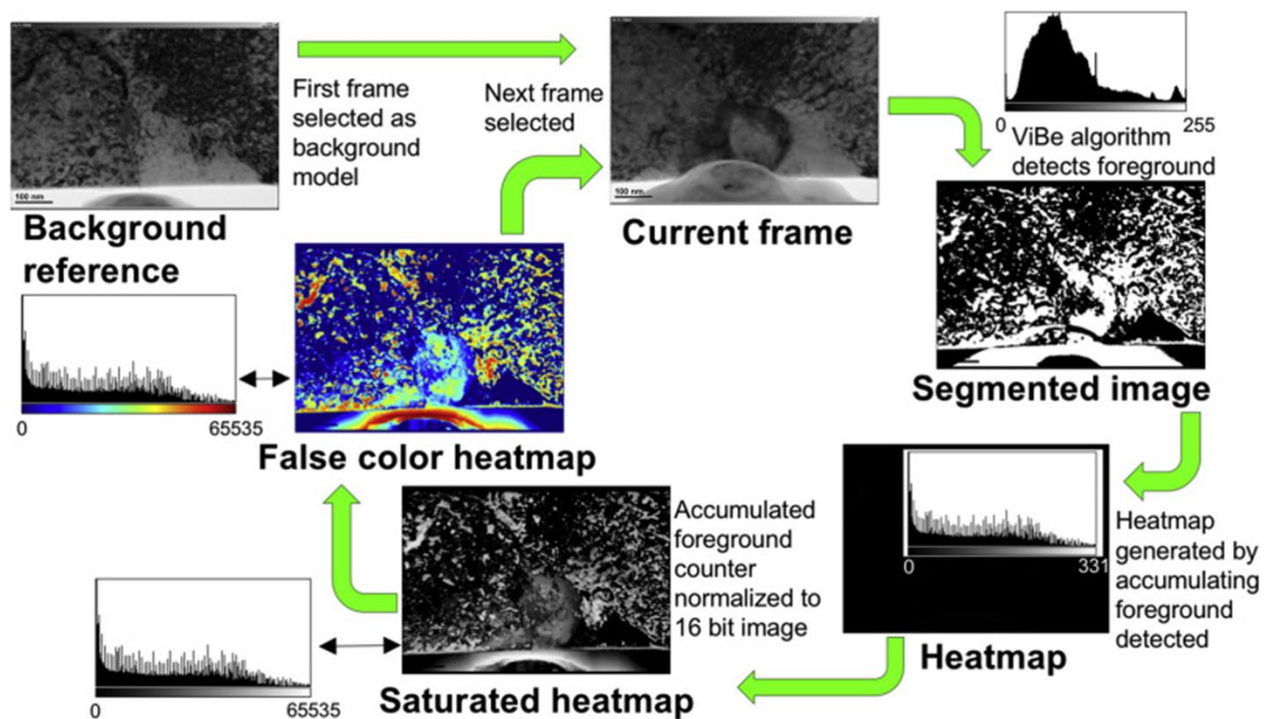 First frame
selected as
background
model
Next frame
selected
0
255
ViBe algorithm
detects foreground
100 nm
Background
reference
100 nm
Current frame
Segmented image
0
65535
False color heatmap
0
331
Heatmap
generated by
accumulating
foreground
detected
Heatmap
Accumulated
foreground
counter
normalized to
16 bit image
Saturated heatmap
0
65535